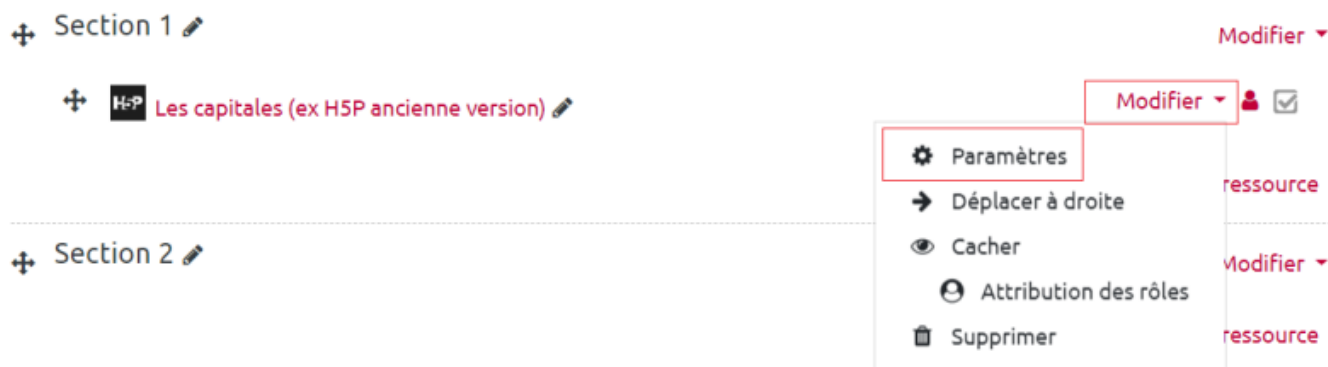 Section 1
Modifier
H5P Les capitales (ex H5P ancienne version)
Modifier
Paramètres
ressource
Déplacer à droite
Cacher
Section 2
Modifier
Attribution des rôles
Supprimer
ressource